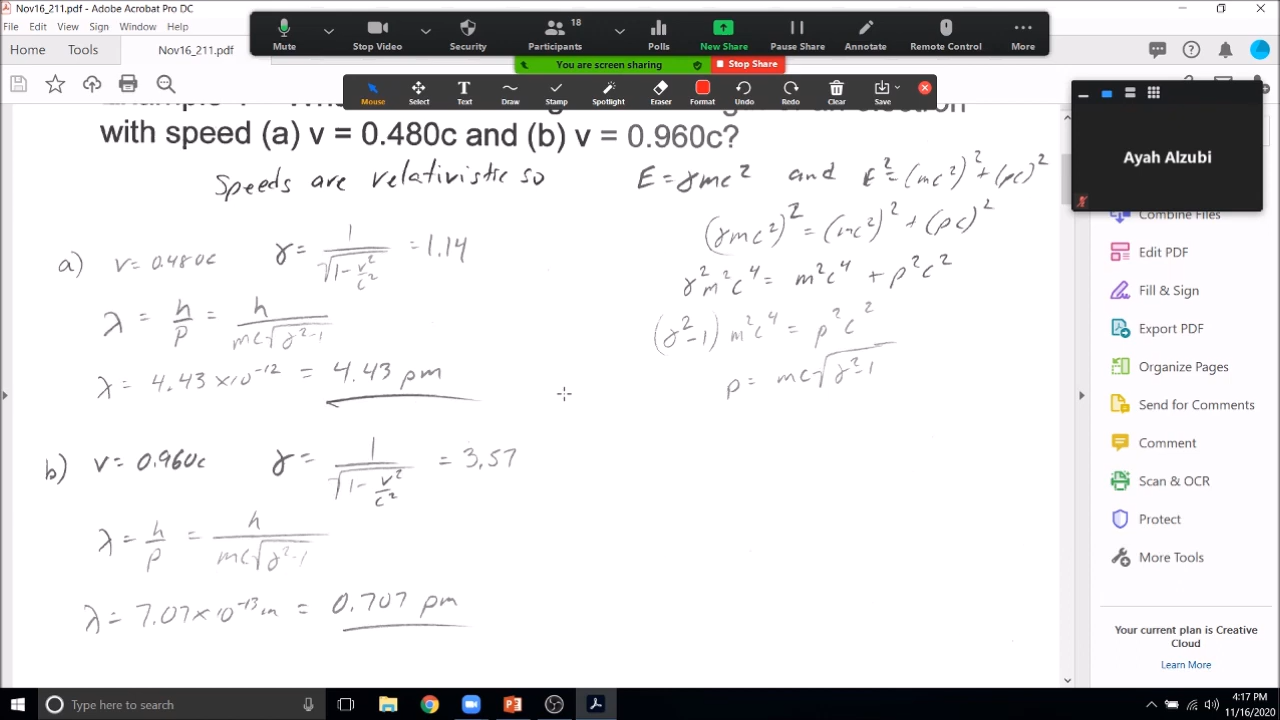 Nov16_211.pdf - Adobe Acrobat Pro DC
File Edit View Sign Window Help
Home Tools Nov16_211.pdf
Mute Stop Video Security Participants 18 Polls New Share Pause Share Annotate Remote Control More
You are screen sharing Stop Share
Mouse Select Text Draw Stamp Spotlight Eraser Format Undo Redo Clear Save
with speed (a) v = 0.480c and (b) v = 0.960c?
Speeds are relativistic so
E = γmc² and E² = (mc²)² + (pc)²
(γmc²)² = (mc²)² + (pc)²
γ²m²c⁴ = m²c⁴ + p²c²
(γ²-1) m²c⁴ = p²c²
p = mc√γ²-1
a) v = 0.480c γ = 1/√1-v²/c² = 1.14
λ = h/p = h/mc√γ²-1
λ = 4.43 x 10⁻¹² = 4.43 pm
b) v = 0.960c γ = 1/√1-v²/c² = 3.57
λ = h/p = h/mc√γ²-1
λ = 7.07 x 10⁻¹³ m = 0.707 pm
Ayah Alzubi
Combine Files
Edit PDF
Fill & Sign
Export PDF
Organize Pages
Send for Comments
Comment
Scan & OCR
Protect
More Tools
Your current plan is Creative
Cloud
Learn More
Type here to search
4:17 PM
11/16/2020